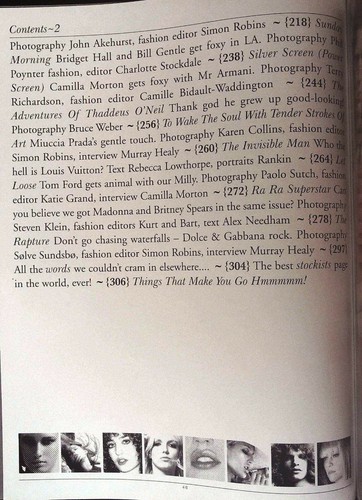 Contents~2
Photography John Akehurst, fashion editor Simon Robins ~ {218} Sunday
Morning Bridget Hall and Bill Gentle get foxy in LA. Photography
Poynter fashion, editor Charlotte Stockdale ~ {238} Silver Screen (Power
Screen) Camilla Morton gets foxy with Mr Armani. Photography Terry
Richardson, fashion editor Camille Bidault-Waddington ~ {244} The
Adventures Of Thaddeus O'Neil Thank god he grew up good-looking!
Photography Bruce Weber ~ {256} To Wake The Soul With Tender Strokes Of
Art Miuccia Prada's gentle touch. Photography Karen Collins, fashion editor
Simon Robins, interview Murray Healy ~ {260} The Invisible Man Who the
hell is Louis Vuitton? Text Rebecca Lowthorpe, portraits Rankin ~ {264}
Loose Tom Ford gets animal with our Milly. Photography Paolo Sutch, fashion
editor Katie Grand, interview Camilla Morton ~ {272} Ra Ra Superstar Can
you believe we got Madonna and Britney Spears in the same issue? Photography
Steven Klein, fashion editors Kurt and Bart, text Alex Needham ~ {278} The
Rapture Don't go chasing waterfalls – Dolce & Gabbana rock. Photography
Sølve Sundsbø, fashion editor Simon Robins, interview Murray Healy ~ {297}
All the words we couldn't cram in elsewhere.... ~ {304} The best stockists page
in the world, ever! ~ {306} Things That Make You Go Hmmmmm!